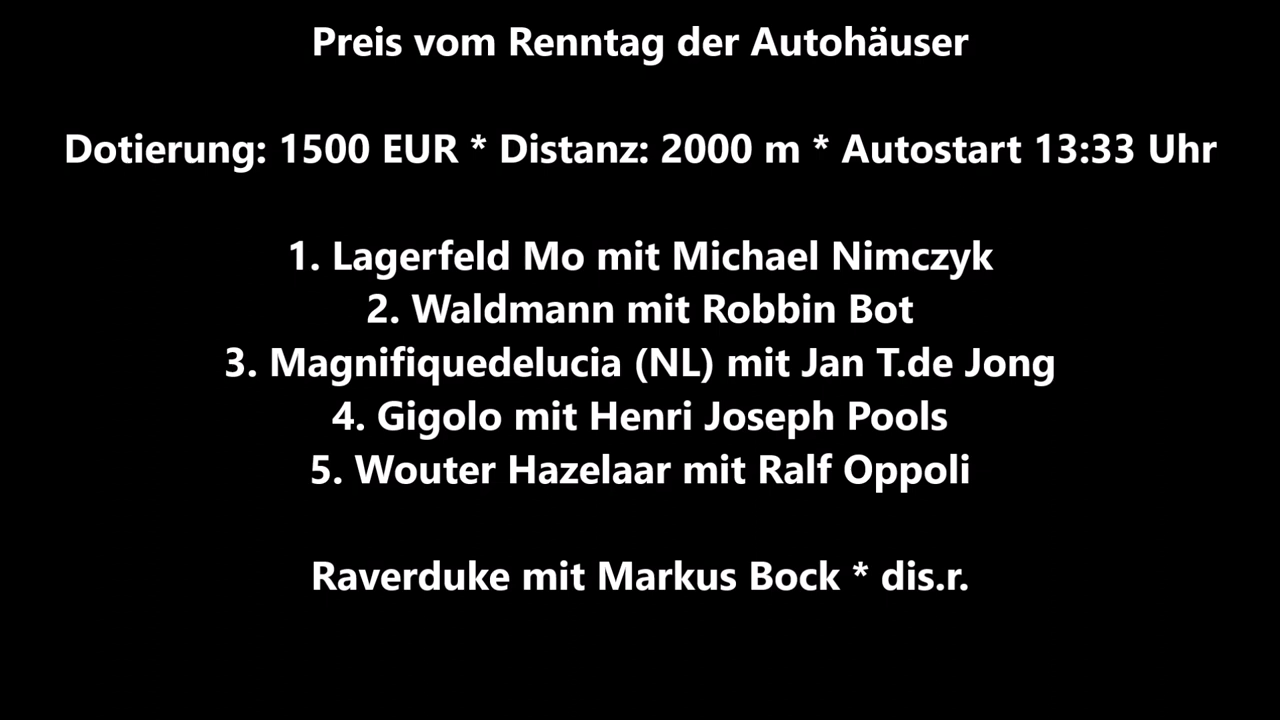 Preis vom Renntag der Autohäuser
Dotierung: 1500 EUR * Distanz: 2000 m * Autostart 13:33 Uhr
1. Lagerfeld Mo mit Michael Nimczyk
2. Waldmann mit Robbin Bot
3. Magnifiquedelucia (NL) mit Jan T.de Jong
4. Gigolo mit Henri Joseph Pools
5. Wouter Hazelaar mit Ralf Oppoli
Raverduke mit Markus Bock * dis.r.